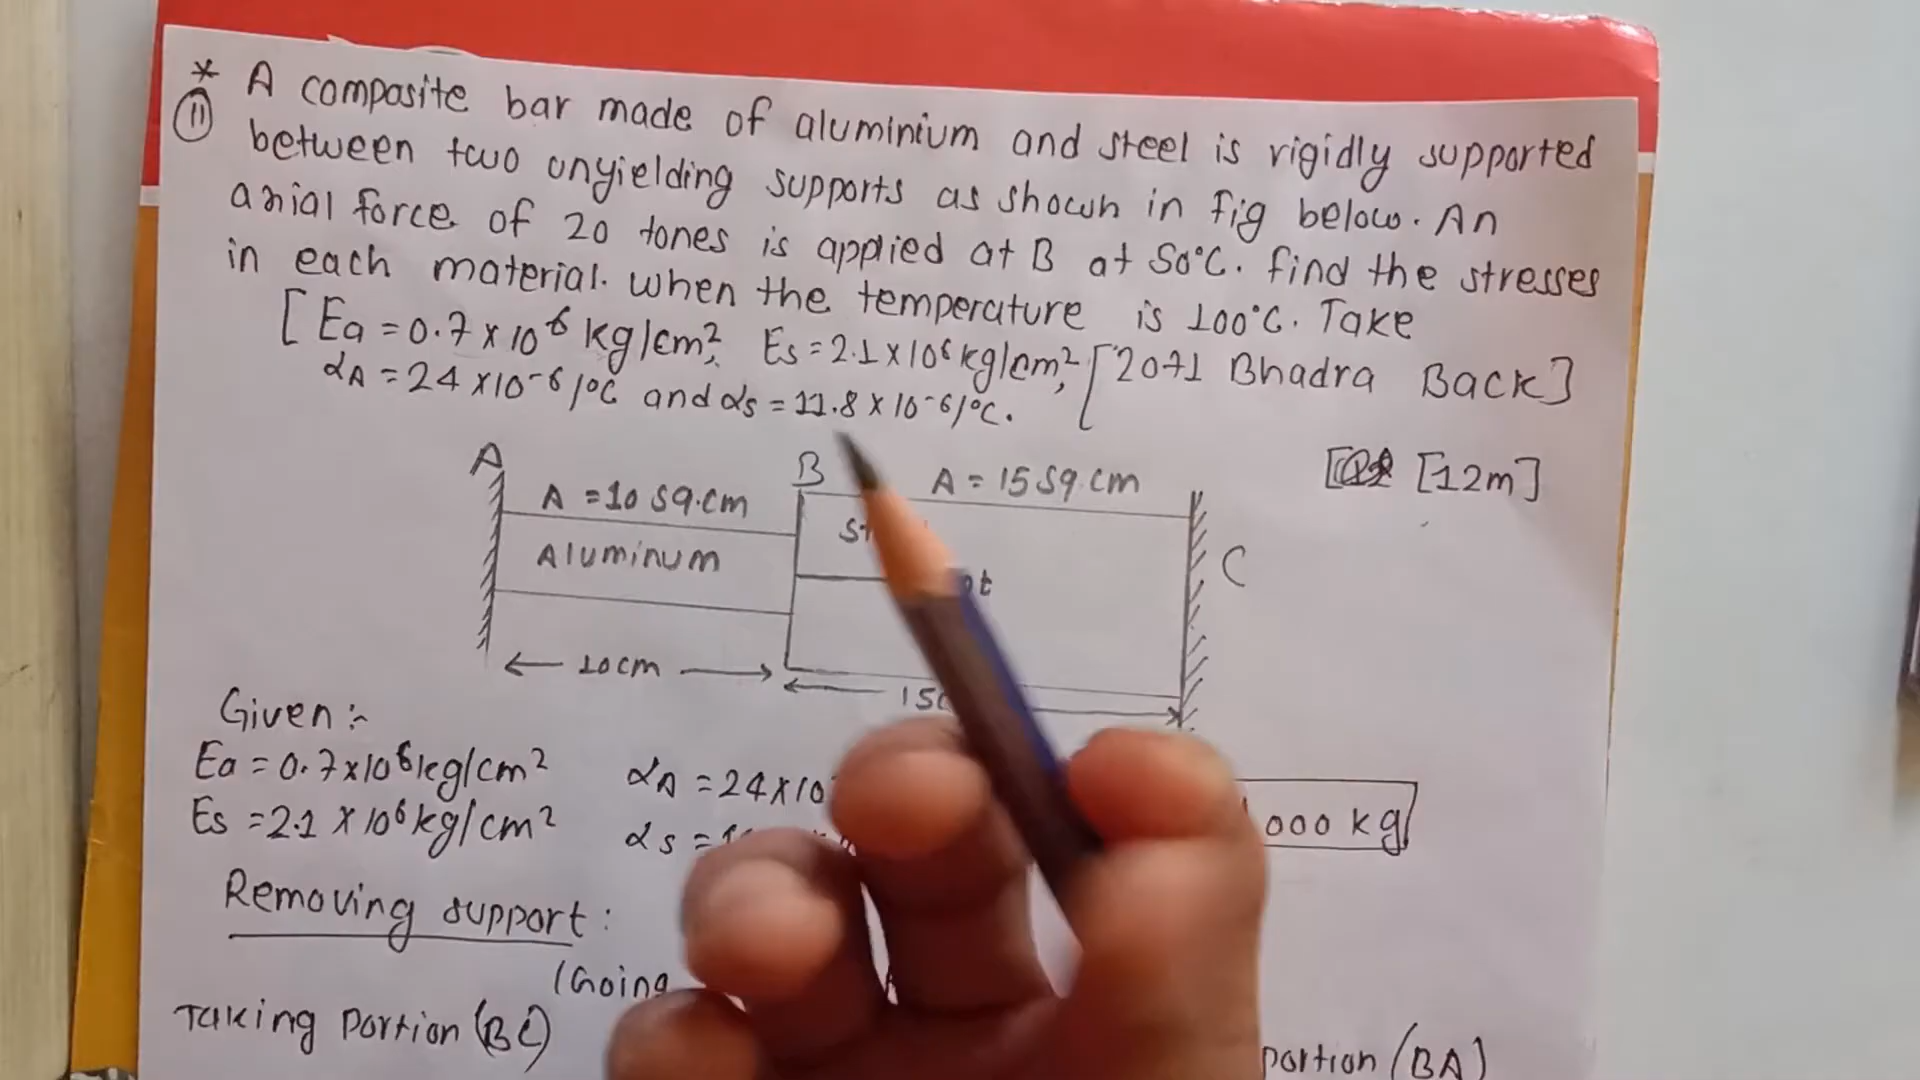 * A composite bar made of aluminium and steel is rigidly supported
(11) between two unyielding supports as shown in fig below. An
axial force of 20 tones is applied at B at 50°C. find the stresses
in each material. when the temperature is 100°C. Take
[Ea = 0.7 x 10^6 kg/cm², Es = 2.1 x 10^6 kg/cm², [2071 Bhadra Back]
αA = 24 x 10^-6/°C and αs = 11.8 x 10^-6/°C.
[12m]
A B A = 15 sq.cm
A = 10 sq.cm
Aluminum
C
10cm
Given :-
Ea = 0.7x10^6 kg/cm² αA = 24 x 10
Es = 2.1 x 10^6 kg/cm² αs =
000 kg
Removing support :
(Going
Taking portion (BC) portion (BA)